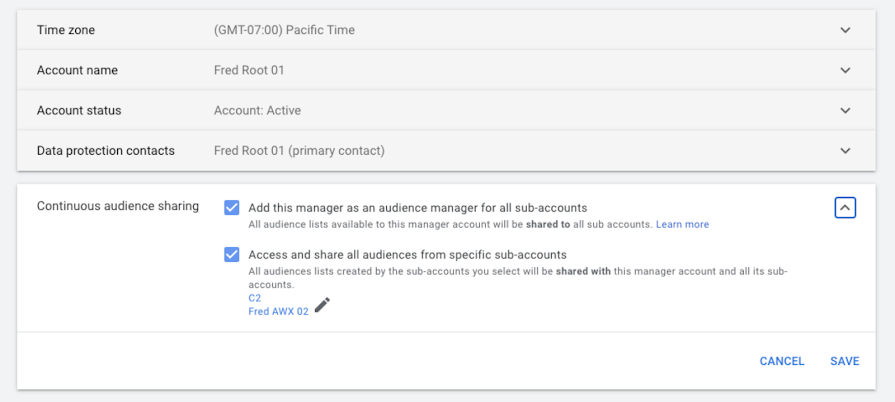 Time zone (GMT-07:00) Pacific Time
Account name Fred Root 01
Account status Account: Active
Data protection contacts Fred Root 01 (primary contact)
Continuous audience sharing Add this manager as an audience manager for all sub-accounts
All audience lists available to this manager account will be shared to all sub accounts. Learn more
Access and share all audiences from specific sub-accounts
All audiences lists created by the sub-accounts you select will be shared with this manager account and all its sub-
accounts.
C2
Fred AWX 02
CANCEL SAVE